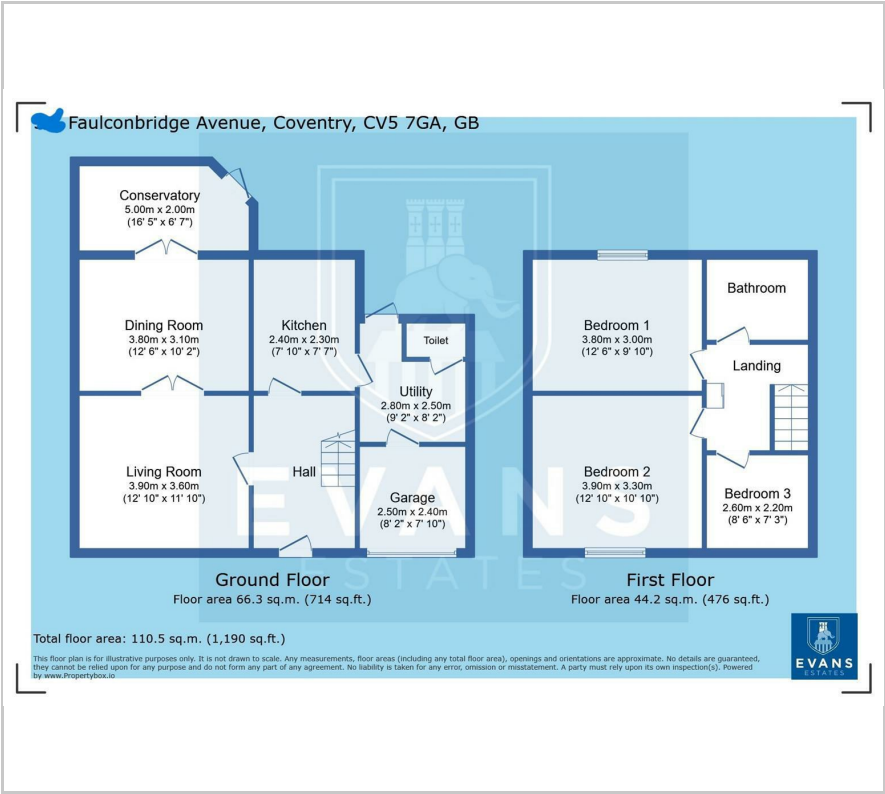 Faulconbridge Avenue, Coventry, CV5 7GA, GB
Conservatory
5.00m x 2.00m
(16' 5" x 6' 7")
Dining Room
3.80m x 3.10m
(12' 6" x 10' 2")
Kitchen
2.40m x 2.30m
(7' 10" x 7' 7")
Toilet
Utility
2.80m x 2.50m
(9' 2" x 8' 2")
Living Room
3.90m x 3.60m
(12' 10" x 11' 10")
Hall
Garage
2.50m x 2.40m
(8' 2" x 7' 10")
Bedroom 1
3.80m x 3.00m
(12' 6" x 9' 10")
Bathroom
Landing
Bedroom 2
3.90m x 3.30m
(12' 10" x 10' 10")
Bedroom 3
2.60m x 2.20m
(8' 6" x 7' 3")
EVANS
ESTATES
Ground Floor
Floor area 66.3 sq.m. (714 sq.ft.)
First Floor
Floor area 44.2 sq.m. (476 sq.ft.)
Total floor area: 110.5 sq.m. (1,190 sq.ft.)
This floor plan is for illustrative purposes only. It is not drawn to scale. Any measurements, floor areas (including any total floor area), openings and orientations are approximate. No details are guaranteed,
they cannot be relied upon for any purpose and do not form any part of any agreement. No liability is taken for any error, omission or misstatement. A party must rely upon its own inspection(s). Powered
by www.Propertybox.io
EVANS
ESTATES